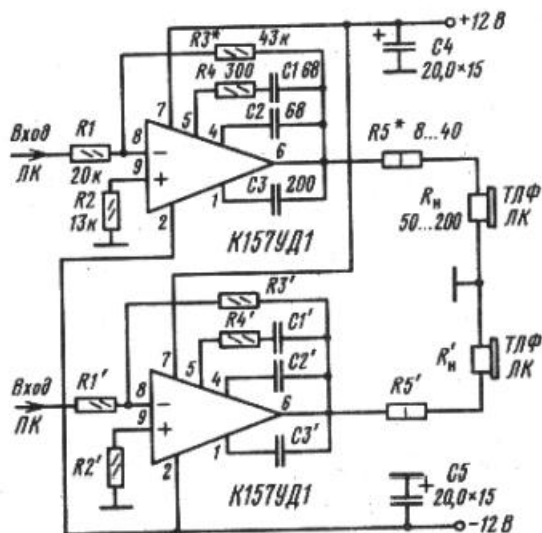 R3* 43к
+12 В
R4 300 C1 68
+ C4
20,0×15
7
5
C2 68
4
R5* 8...40
Вход
ЛК
R1
20к
8
9
−
+
6
R2
13к
C3 200
1
2
Rн
50...200
ТЛФ
ЛК
К157УД1
R3'
R4' C1'
7
5
C2'
4
Rн'
ТЛФ
ЛК
Вход
ПК
R1'
8
9
−
+
6
R5'
R2'
C3'
1
2
К157УД1
+ C5
20,0×15
−12 В